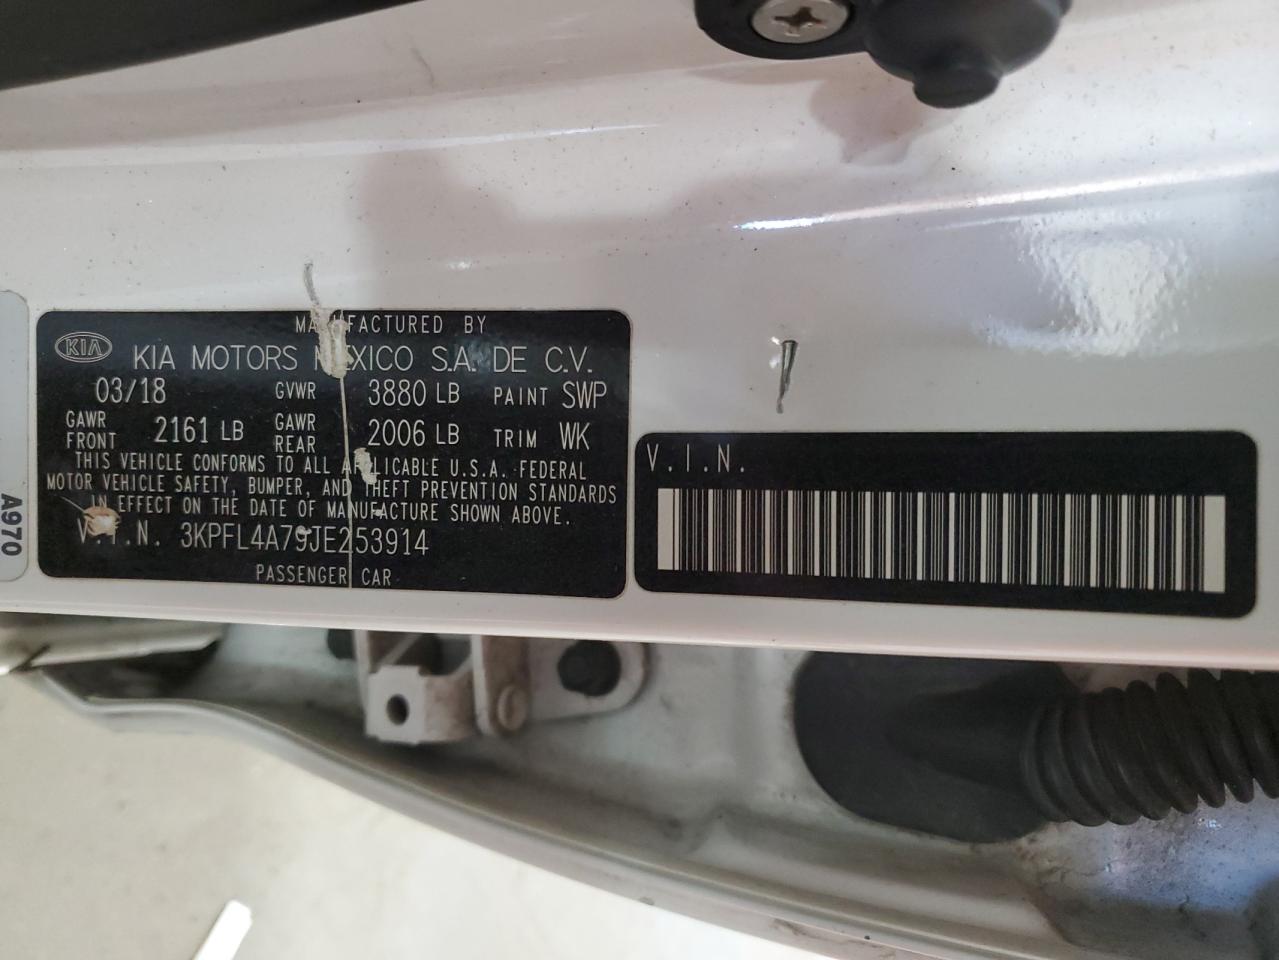 MANUFACTURED BY
KIA
KIA MOTORS MEXICO S.A. DE C.V.
03/18 GVWR 3880 LB PAINT SWP
GAWR FRONT 2161 LB GAWR REAR 2006 LB TRIM WK
THIS VEHICLE CONFORMS TO ALL APPLICABLE U.S.A. FEDERAL
MOTOR VEHICLE SAFETY, BUMPER, AND THEFT PREVENTION STANDARDS
IN EFFECT ON THE DATE OF MANUFACTURE SHOWN ABOVE.
V.I.N. 3KPFL4A79JE253914
PASSENGER CAR
V.I.N.
A970